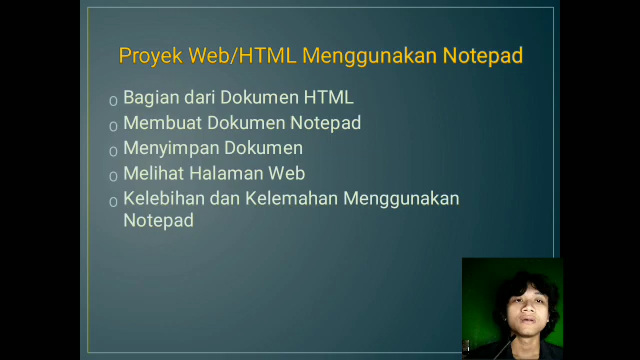 Proyek Web/HTML Menggunakan Notepad
o Bagian dari Dokumen HTML
o Membuat Dokumen Notepad
o Menyimpan Dokumen
o Melihat Halaman Web
o Kelebihan dan Kelemahan Menggunakan
Notepad